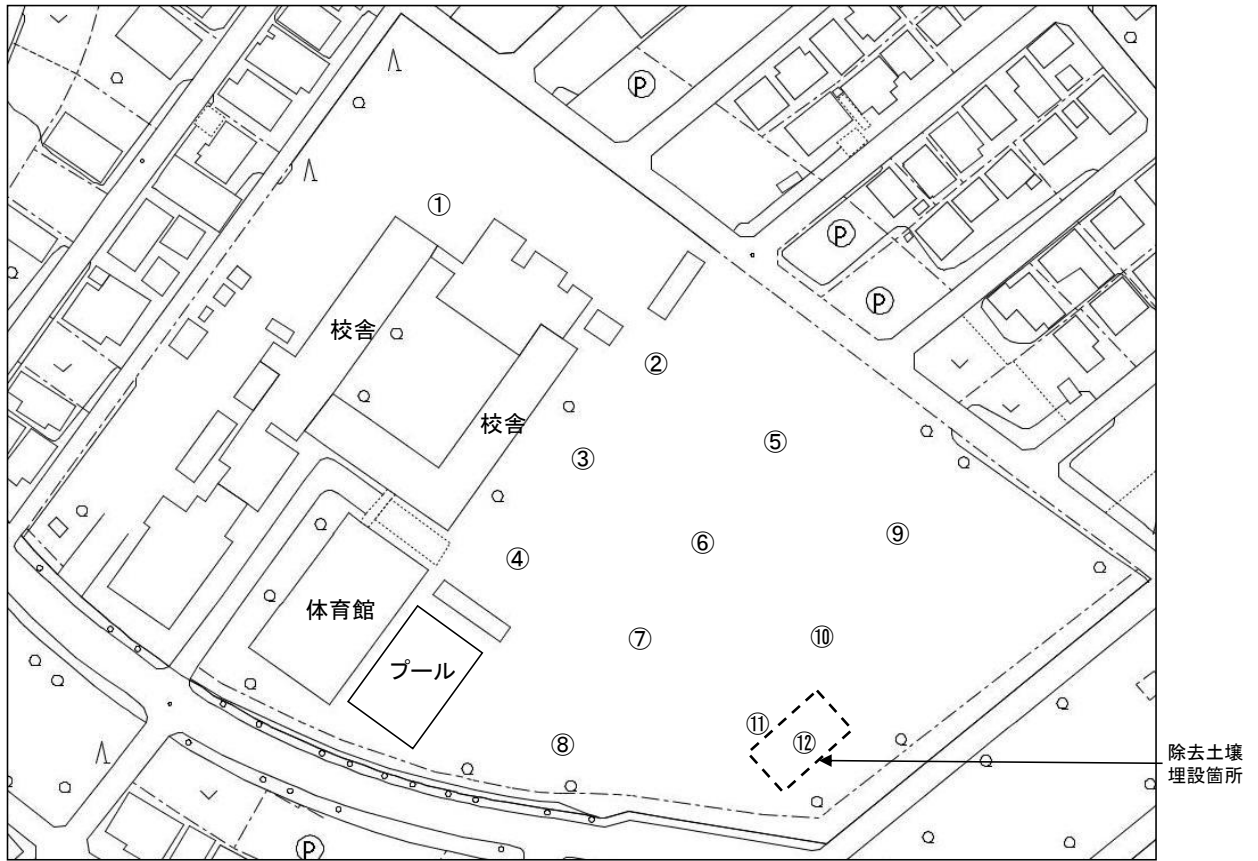 Ⓟ
①
Ⓟ
校舎
Ⓟ
②
校舎
⑤
③
⑨
⑥
④
体育館
⑦
⑩
プール
⑪
⑫
⑧
除去土壌
埋設箇所
Ⓟ